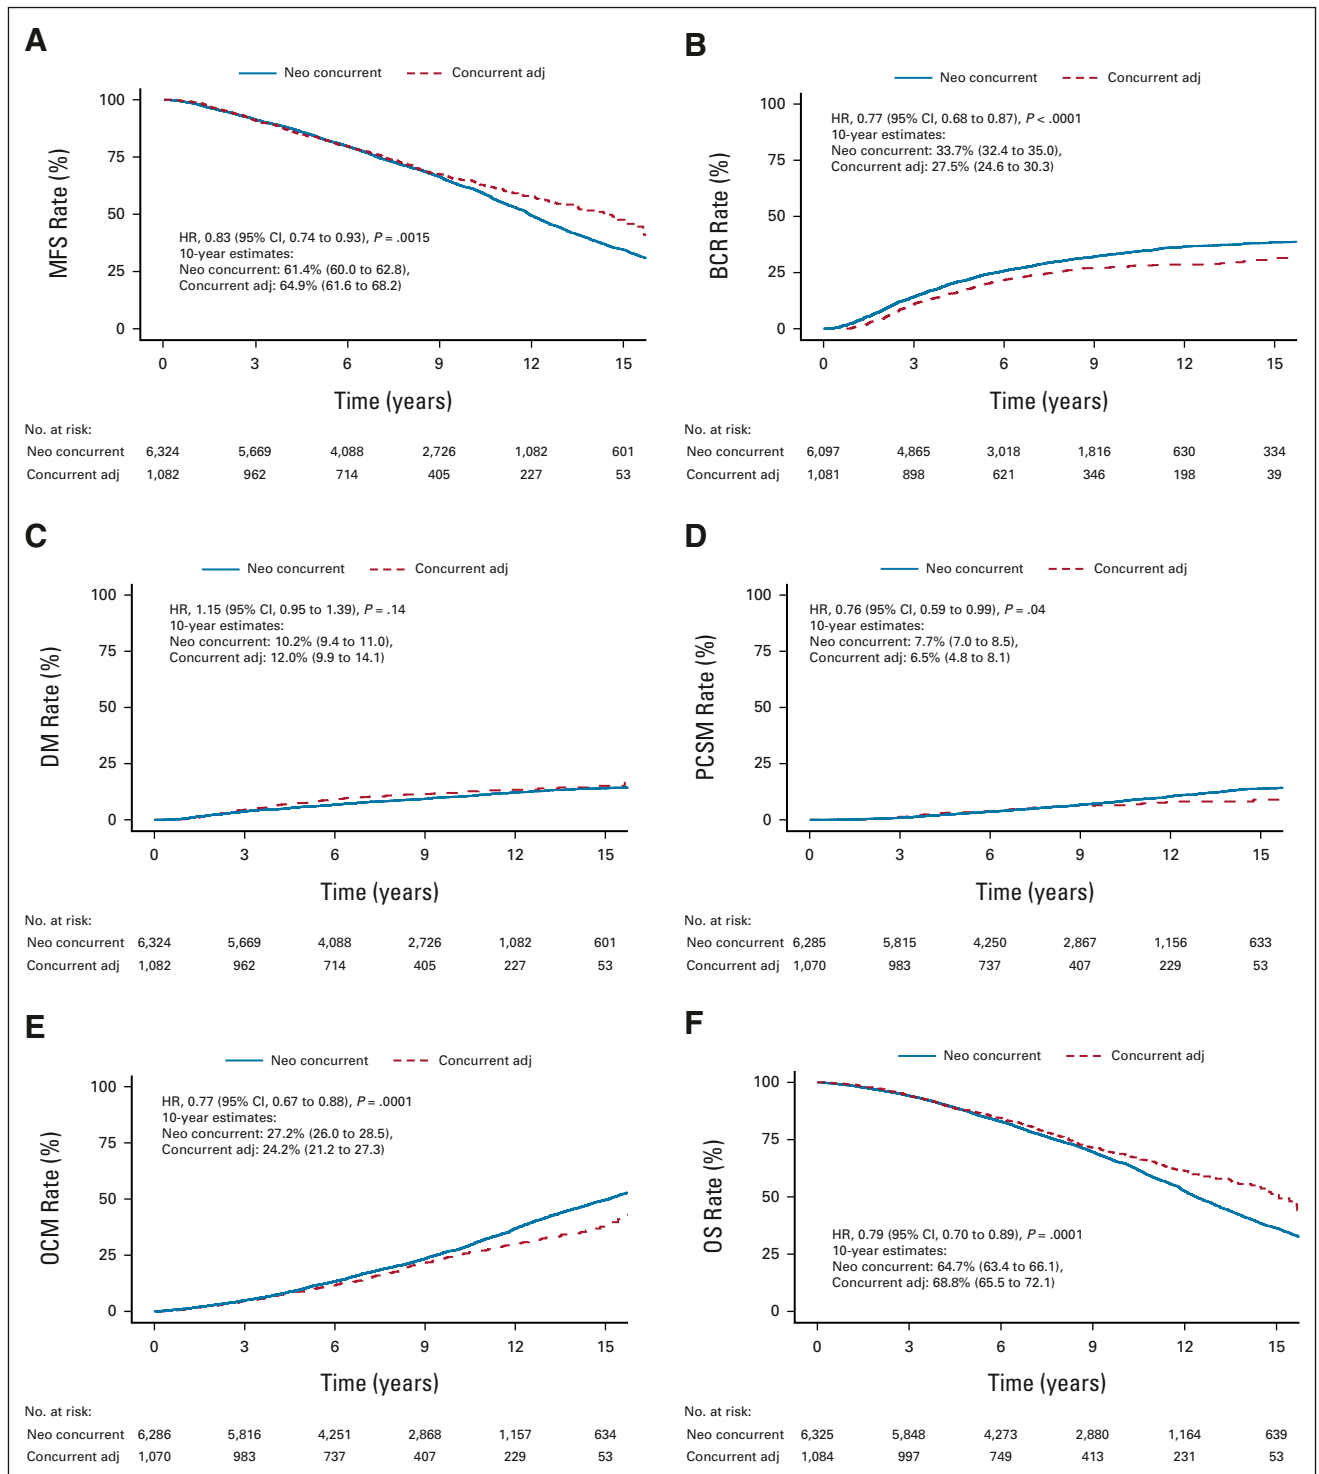 A
Neo concurrent
Concurrent adj
MFS Rate (%)
100
75
50
25
0
HR, 0.83 (95% CI, 0.74 to 0.93), P = .0015
10-year estimates:
Neo concurrent: 61.4% (60.0 to 62.8),
Concurrent adj: 64.9% (61.6 to 68.2)
0 3 6 9 12 15
Time (years)
No. at risk:
Neo concurrent 6,324 5,669 4,088 2,726 1,082 601
Concurrent adj 1,082 962 714 405 227 53
B
Neo concurrent
Concurrent adj
BCR Rate (%)
100
75
50
25
0
HR, 0.77 (95% CI, 0.68 to 0.87), P < .0001
10-year estimates:
Neo concurrent: 33.7% (32.4 to 35.0),
Concurrent adj: 27.5% (24.6 to 30.3)
0 3 6 9 12 15
Time (years)
No. at risk:
Neo concurrent 6,097 4,865 3,018 1,816 630 334
Concurrent adj 1,081 898 621 346 198 39
C
Neo concurrent
Concurrent adj
DM Rate (%)
100
75
50
25
0
HR, 1.15 (95% CI, 0.95 to 1.39), P = .14
10-year estimates:
Neo concurrent: 10.2% (9.4 to 11.0),
Concurrent adj: 12.0% (9.9 to 14.1)
0 3 6 9 12 15
Time (years)
No. at risk:
Neo concurrent 6,324 5,669 4,088 2,726 1,082 601
Concurrent adj 1,082 962 714 405 227 53
D
Neo concurrent
Concurrent adj
PCSM Rate (%)
100
75
50
25
0
HR, 0.76 (95% CI, 0.59 to 0.99), P = .04
10-year estimates:
Neo concurrent: 7.7% (7.0 to 8.5),
Concurrent adj: 6.5% (4.8 to 8.1)
0 3 6 9 12 15
Time (years)
No. at risk:
Neo concurrent 6,285 5,815 4,250 2,867 1,156 633
Concurrent adj 1,070 983 737 407 229 53
E
Neo concurrent
Concurrent adj
OCM Rate (%)
100
75
50
25
0
HR, 0.77 (95% CI, 0.67 to 0.88), P = .0001
10-year estimates:
Neo concurrent: 27.2% (26.0 to 28.5),
Concurrent adj: 24.2% (21.2 to 27.3)
0 3 6 9 12 15
Time (years)
No. at risk:
Neo concurrent 6,286 5,816 4,251 2,868 1,157 634
Concurrent adj 1,070 983 737 407 229 53
F
Neo concurrent
Concurrent adj
OS Rate (%)
100
75
50
25
0
HR, 0.79 (95% CI, 0.70 to 0.89), P = .0001
10-year estimates:
Neo concurrent: 64.7% (63.4 to 66.1),
Concurrent adj: 68.8% (65.5 to 72.1)
0 3 6 9 12 15
Time (years)
No. at risk:
Neo concurrent 6,325 5,848 4,273 2,880 1,164 639
Concurrent adj 1,084 997 749 413 231 53